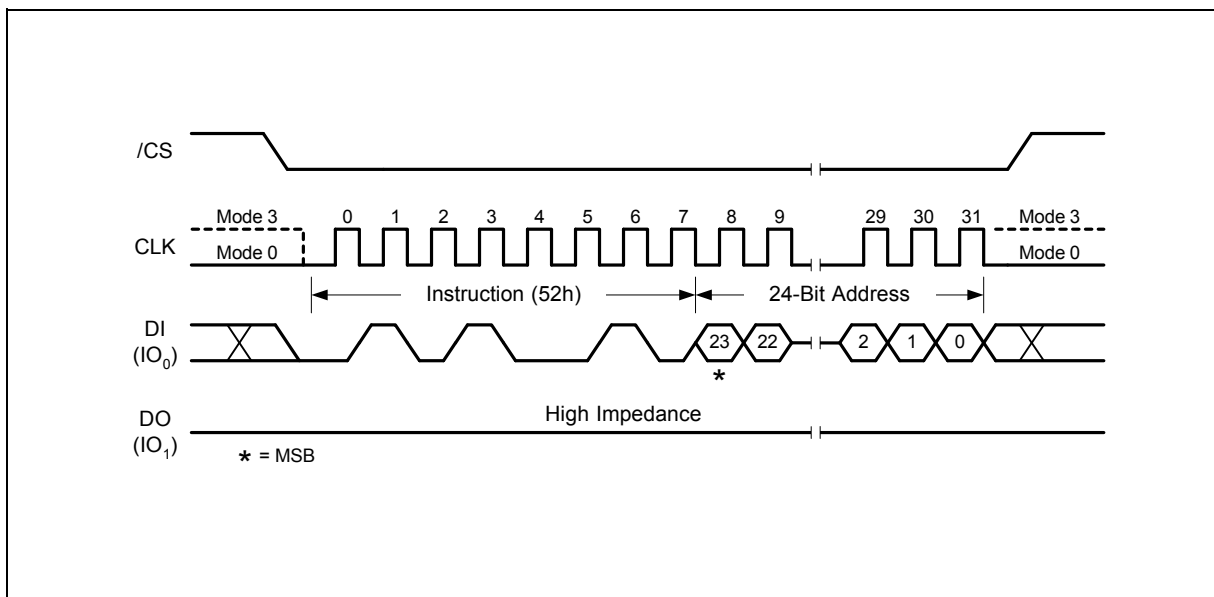 /CS
Mode 3 0 1 2 3 4 5 6 7 8 9 29 30 31 Mode 3
CLK Mode 0 Mode 0
Instruction (52h) 24-Bit Address
DI
(IO0) 23 22 2 1 0
*
DO High Impedance
(IO1)
* = MSB